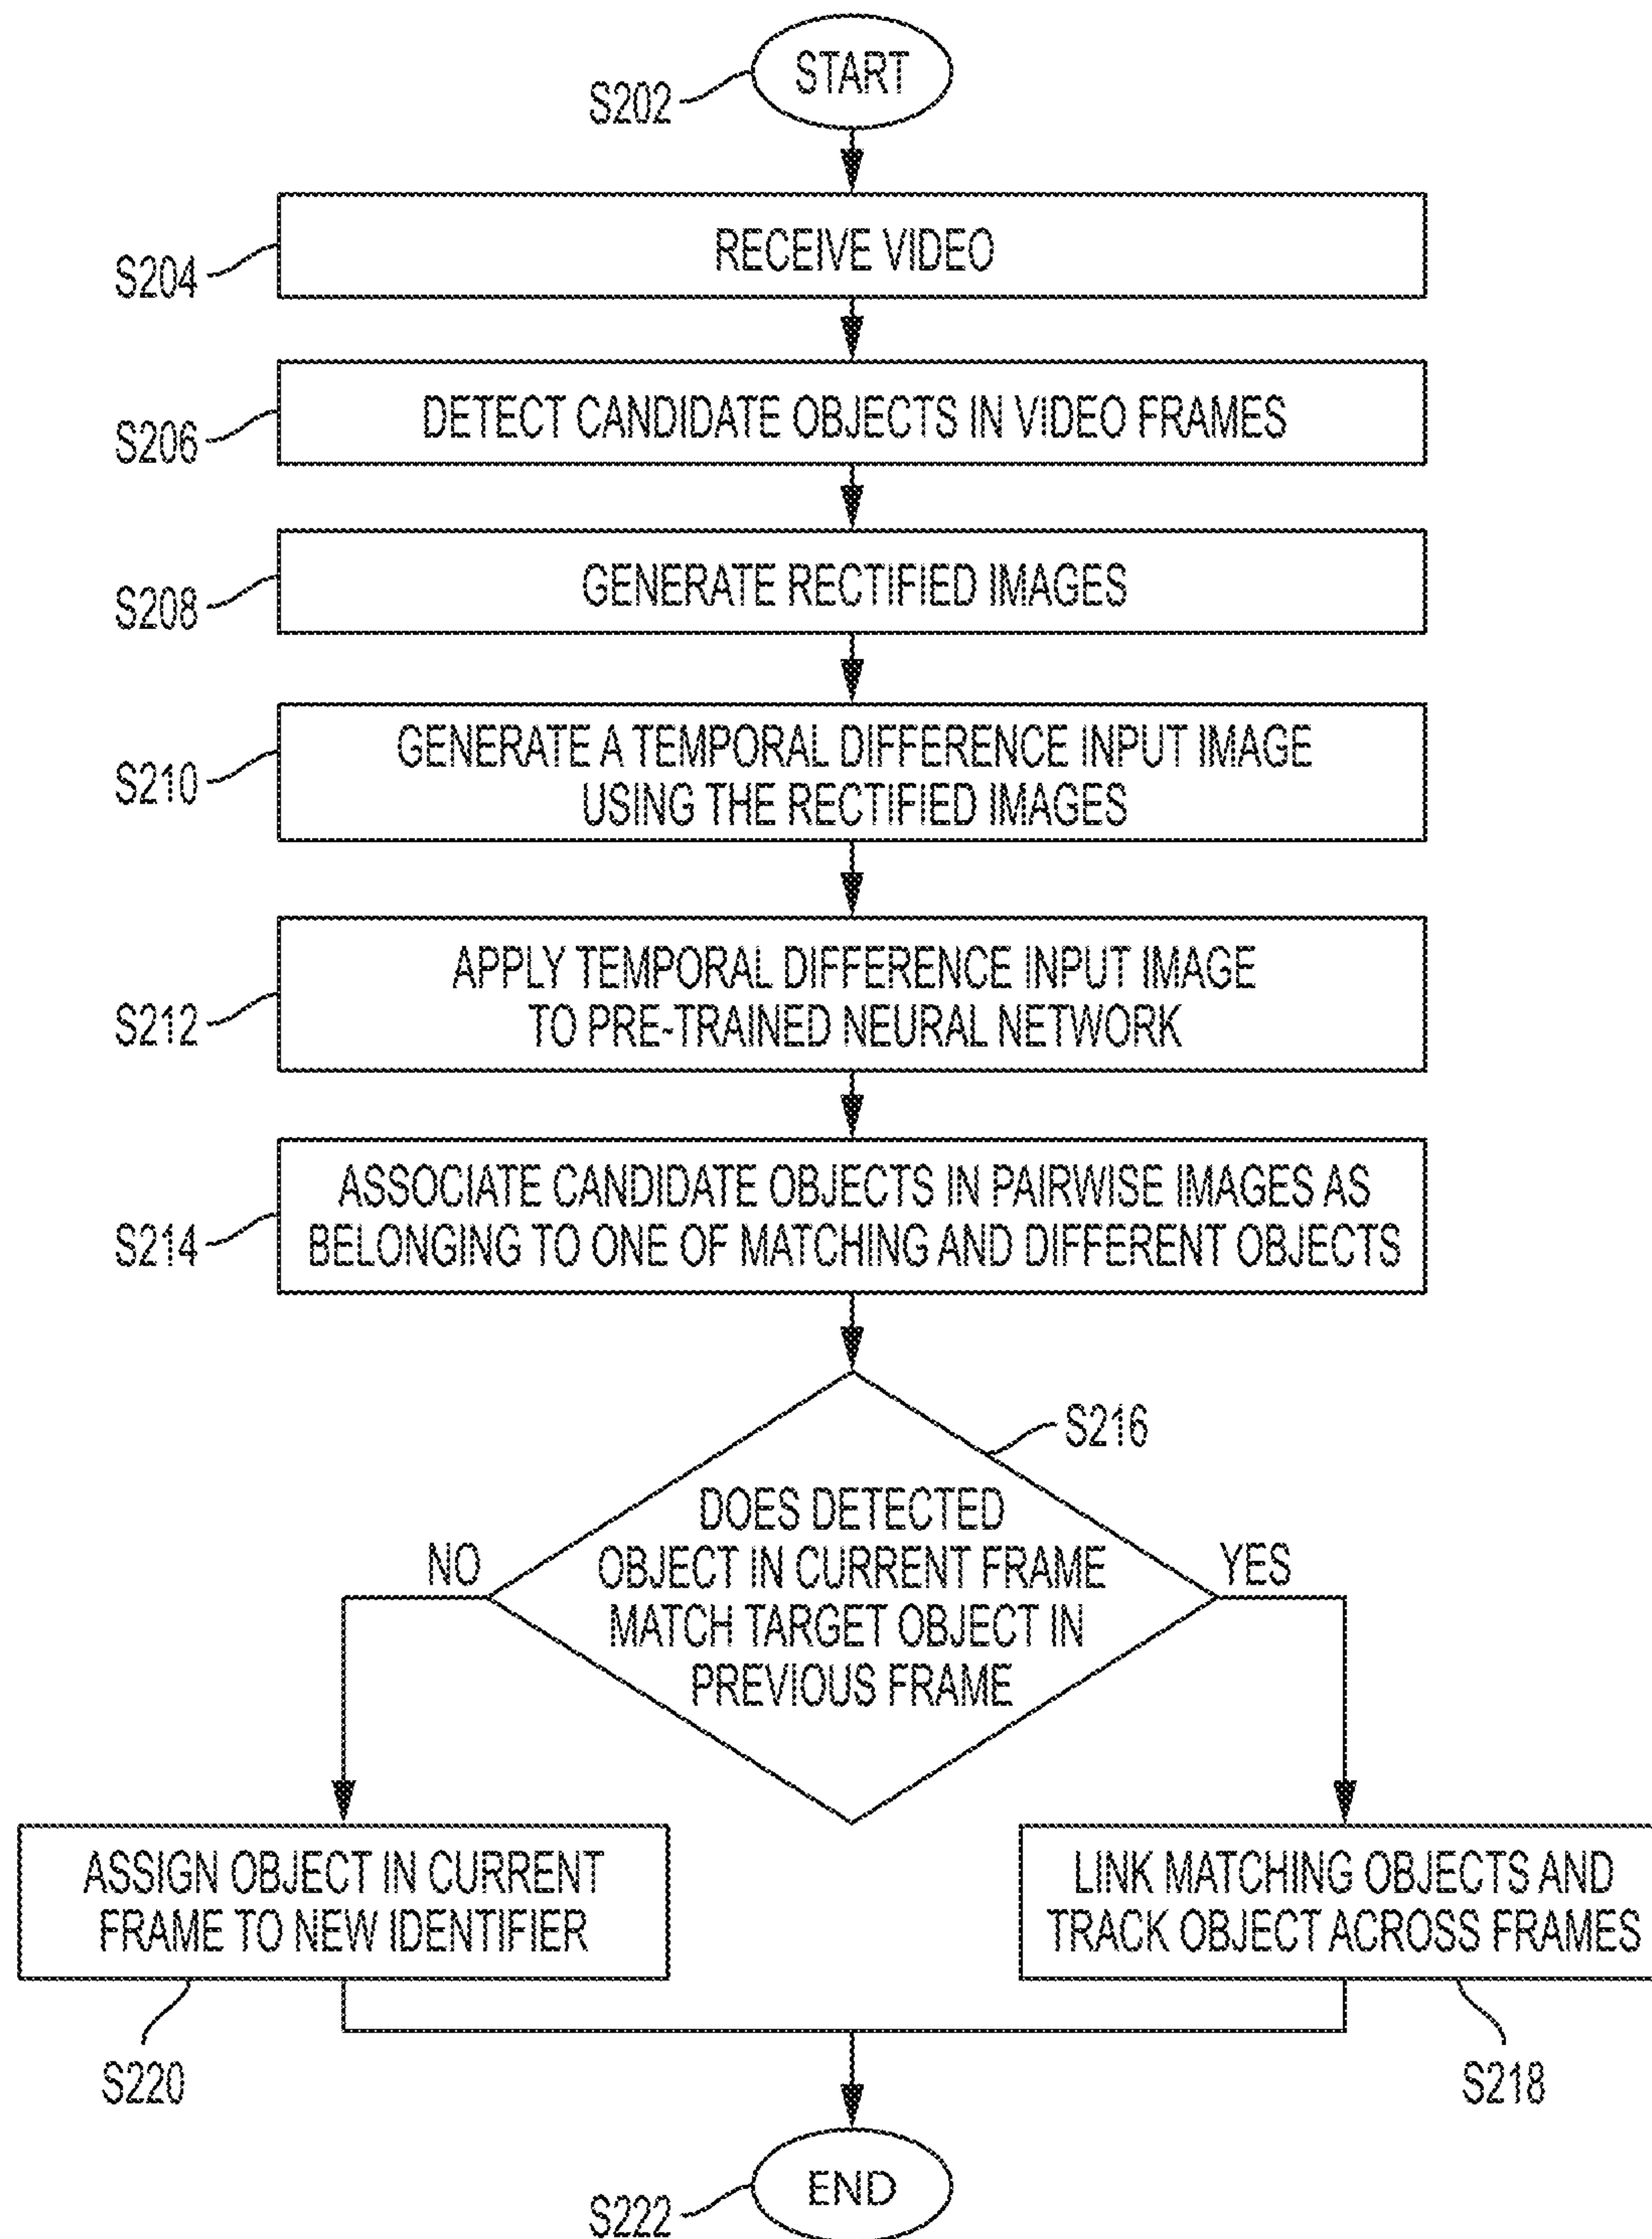 START
S202
RECEIVE VIDEO
S204
DETECT CANDIDATE OBJECTS IN VIDEO FRAMES
S206
GENERATE RECTIFIED IMAGES
S208
GENERATE A TEMPORAL DIFFERENCE INPUT IMAGE
USING THE RECTIFIED IMAGES
S210
APPLY TEMPORAL DIFFERENCE INPUT IMAGE
TO PRE-TRAINED NEURAL NETWORK
S212
ASSOCIATE CANDIDATE OBJECTS IN PAIRWISE IMAGES AS
BELONGING TO ONE OF MATCHING AND DIFFERENT OBJECTS
S214
S216
DOES DETECTED
OBJECT IN CURRENT FRAME
MATCH TARGET OBJECT IN
PREVIOUS FRAME
NO
YES
ASSIGN OBJECT IN CURRENT
FRAME TO NEW IDENTIFIER
S220
LINK MATCHING OBJECTS AND
TRACK OBJECT ACROSS FRAMES
S218
END
S222